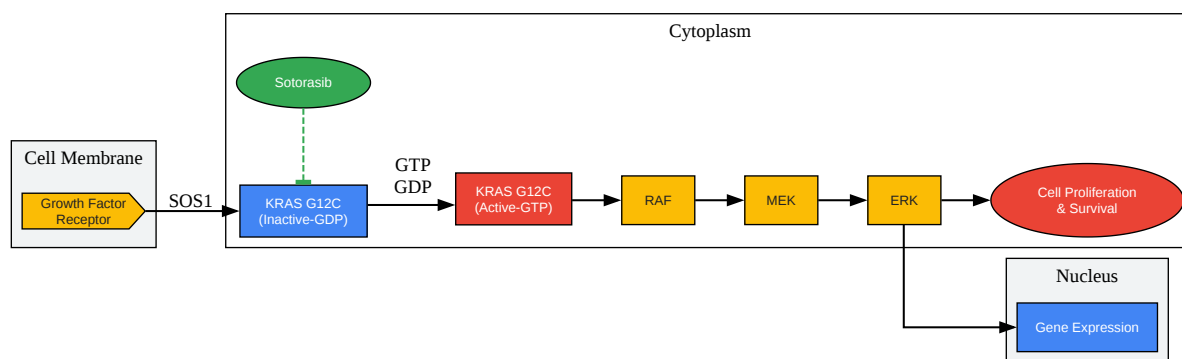 Cytoplasm
Sotorasib
Cell Membrane
Growth Factor
Receptor
SOS1
KRAS G12C
(Inactive-GDP)
GTP
GDP
KRAS G12C
(Active-GTP)
RAF
MEK
ERK
Cell Proliferation
& Survival
Nucleus
Gene Expression